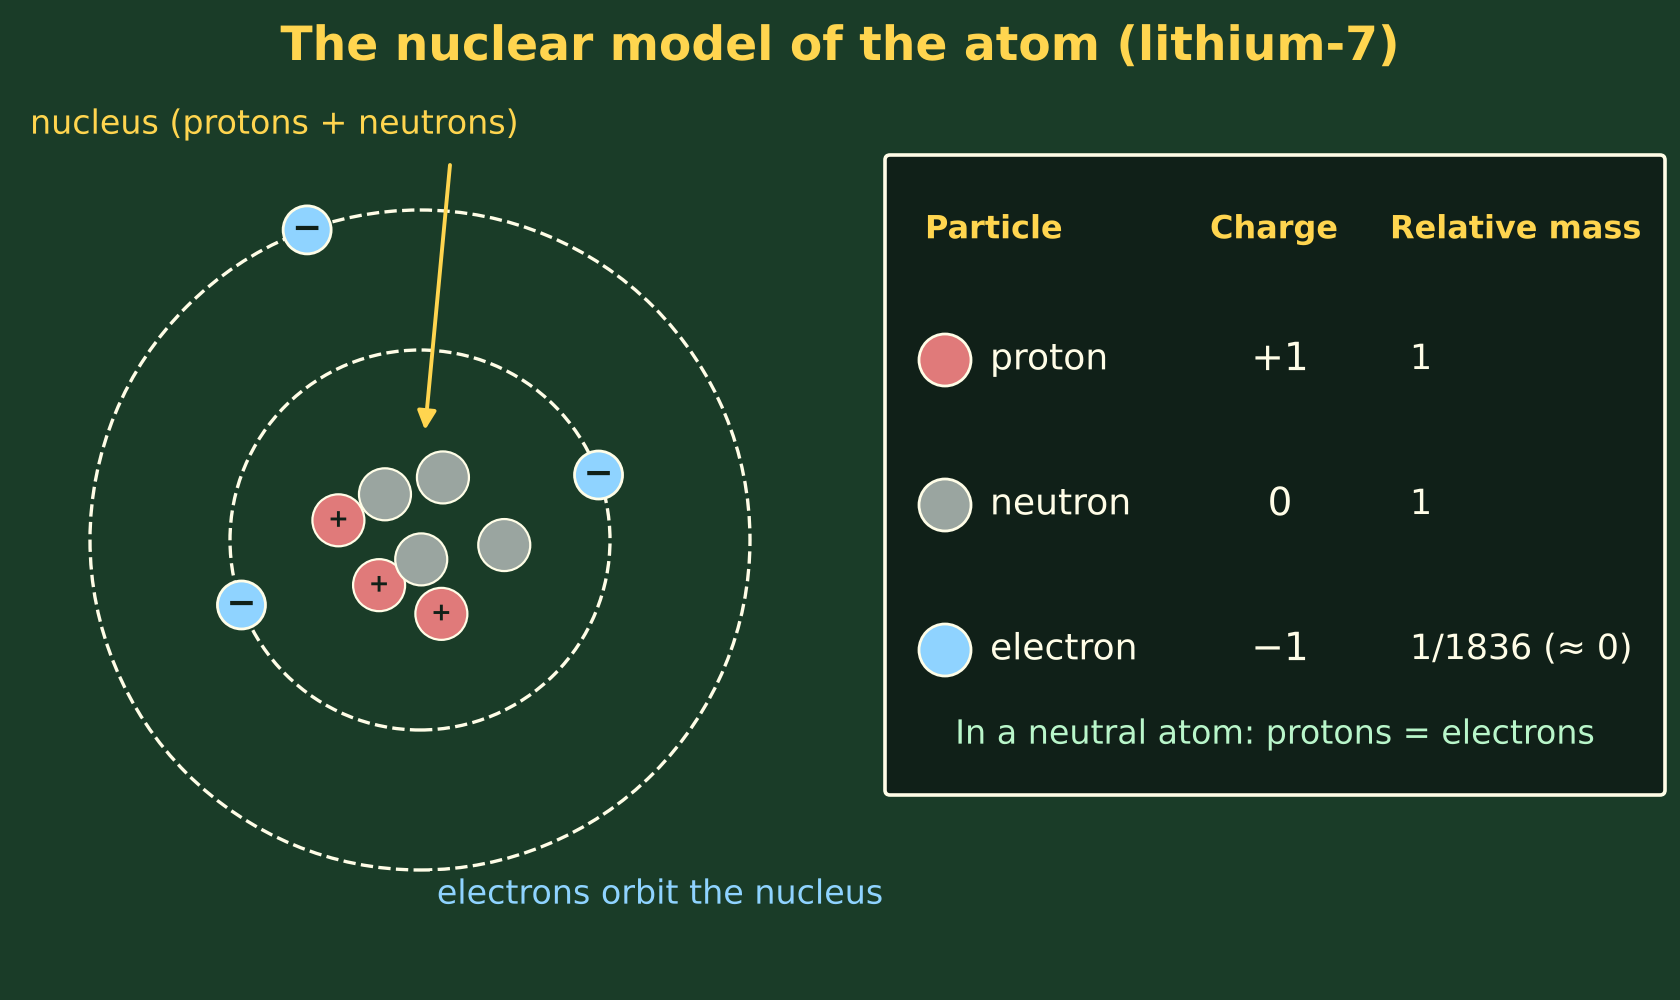 The nuclear model of the atom (lithium-7)
nucleus (protons + neutrons)
−
−
+
+
+
−
electrons orbit the nucleus
Particle Charge Relative mass
proton +1 1
neutron 0 1
electron −1 1/1836 (≈ 0)
In a neutral atom: protons = electrons